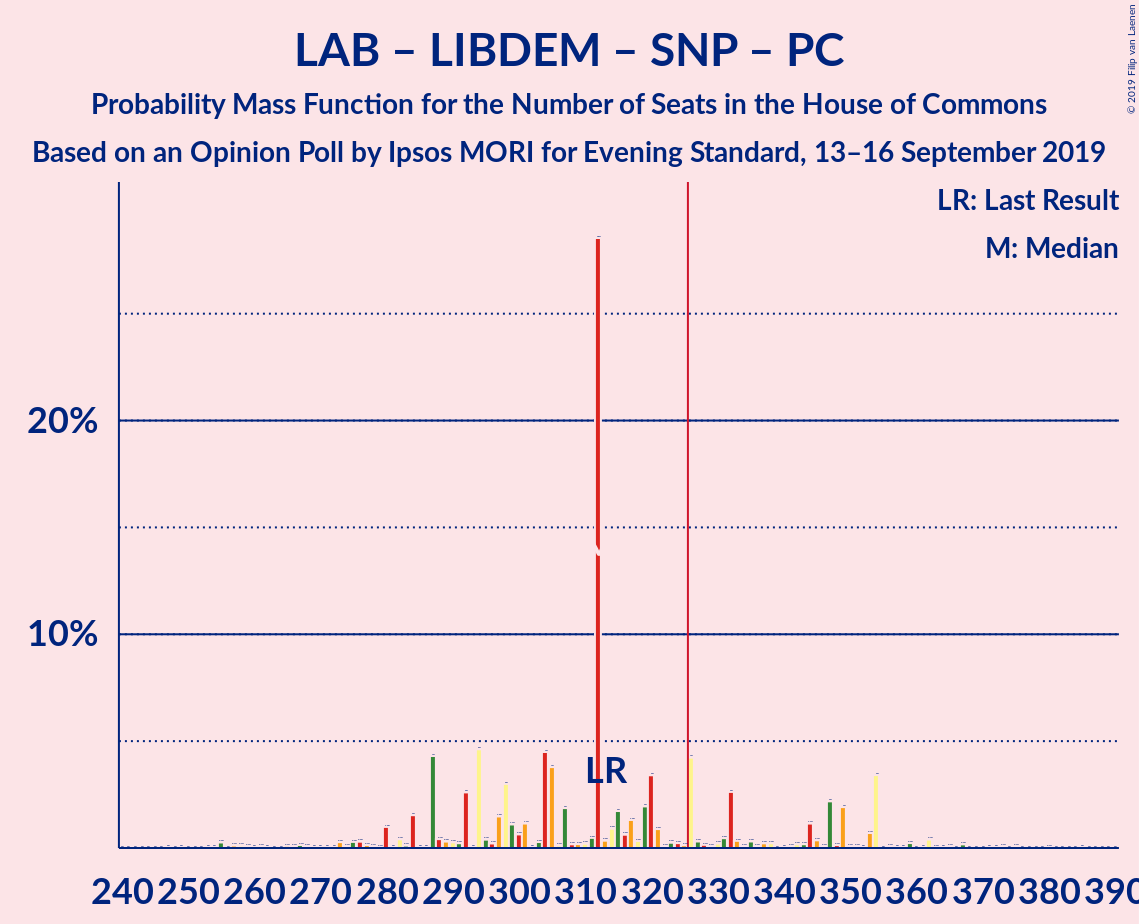 LAB – LIBDEM – SNP – PC
Probability Mass Function for the Number of Seats in the House of Commons
Based on an Opinion Poll by Ipsos MORI for Evening Standard, 13–16 September 2019
© 2019 Filip van Laenen
LR: Last Result
M: Median
20%
10%
LR
240 250 260 270 280 290 300 310 320 330 340 350 360 370 380 390